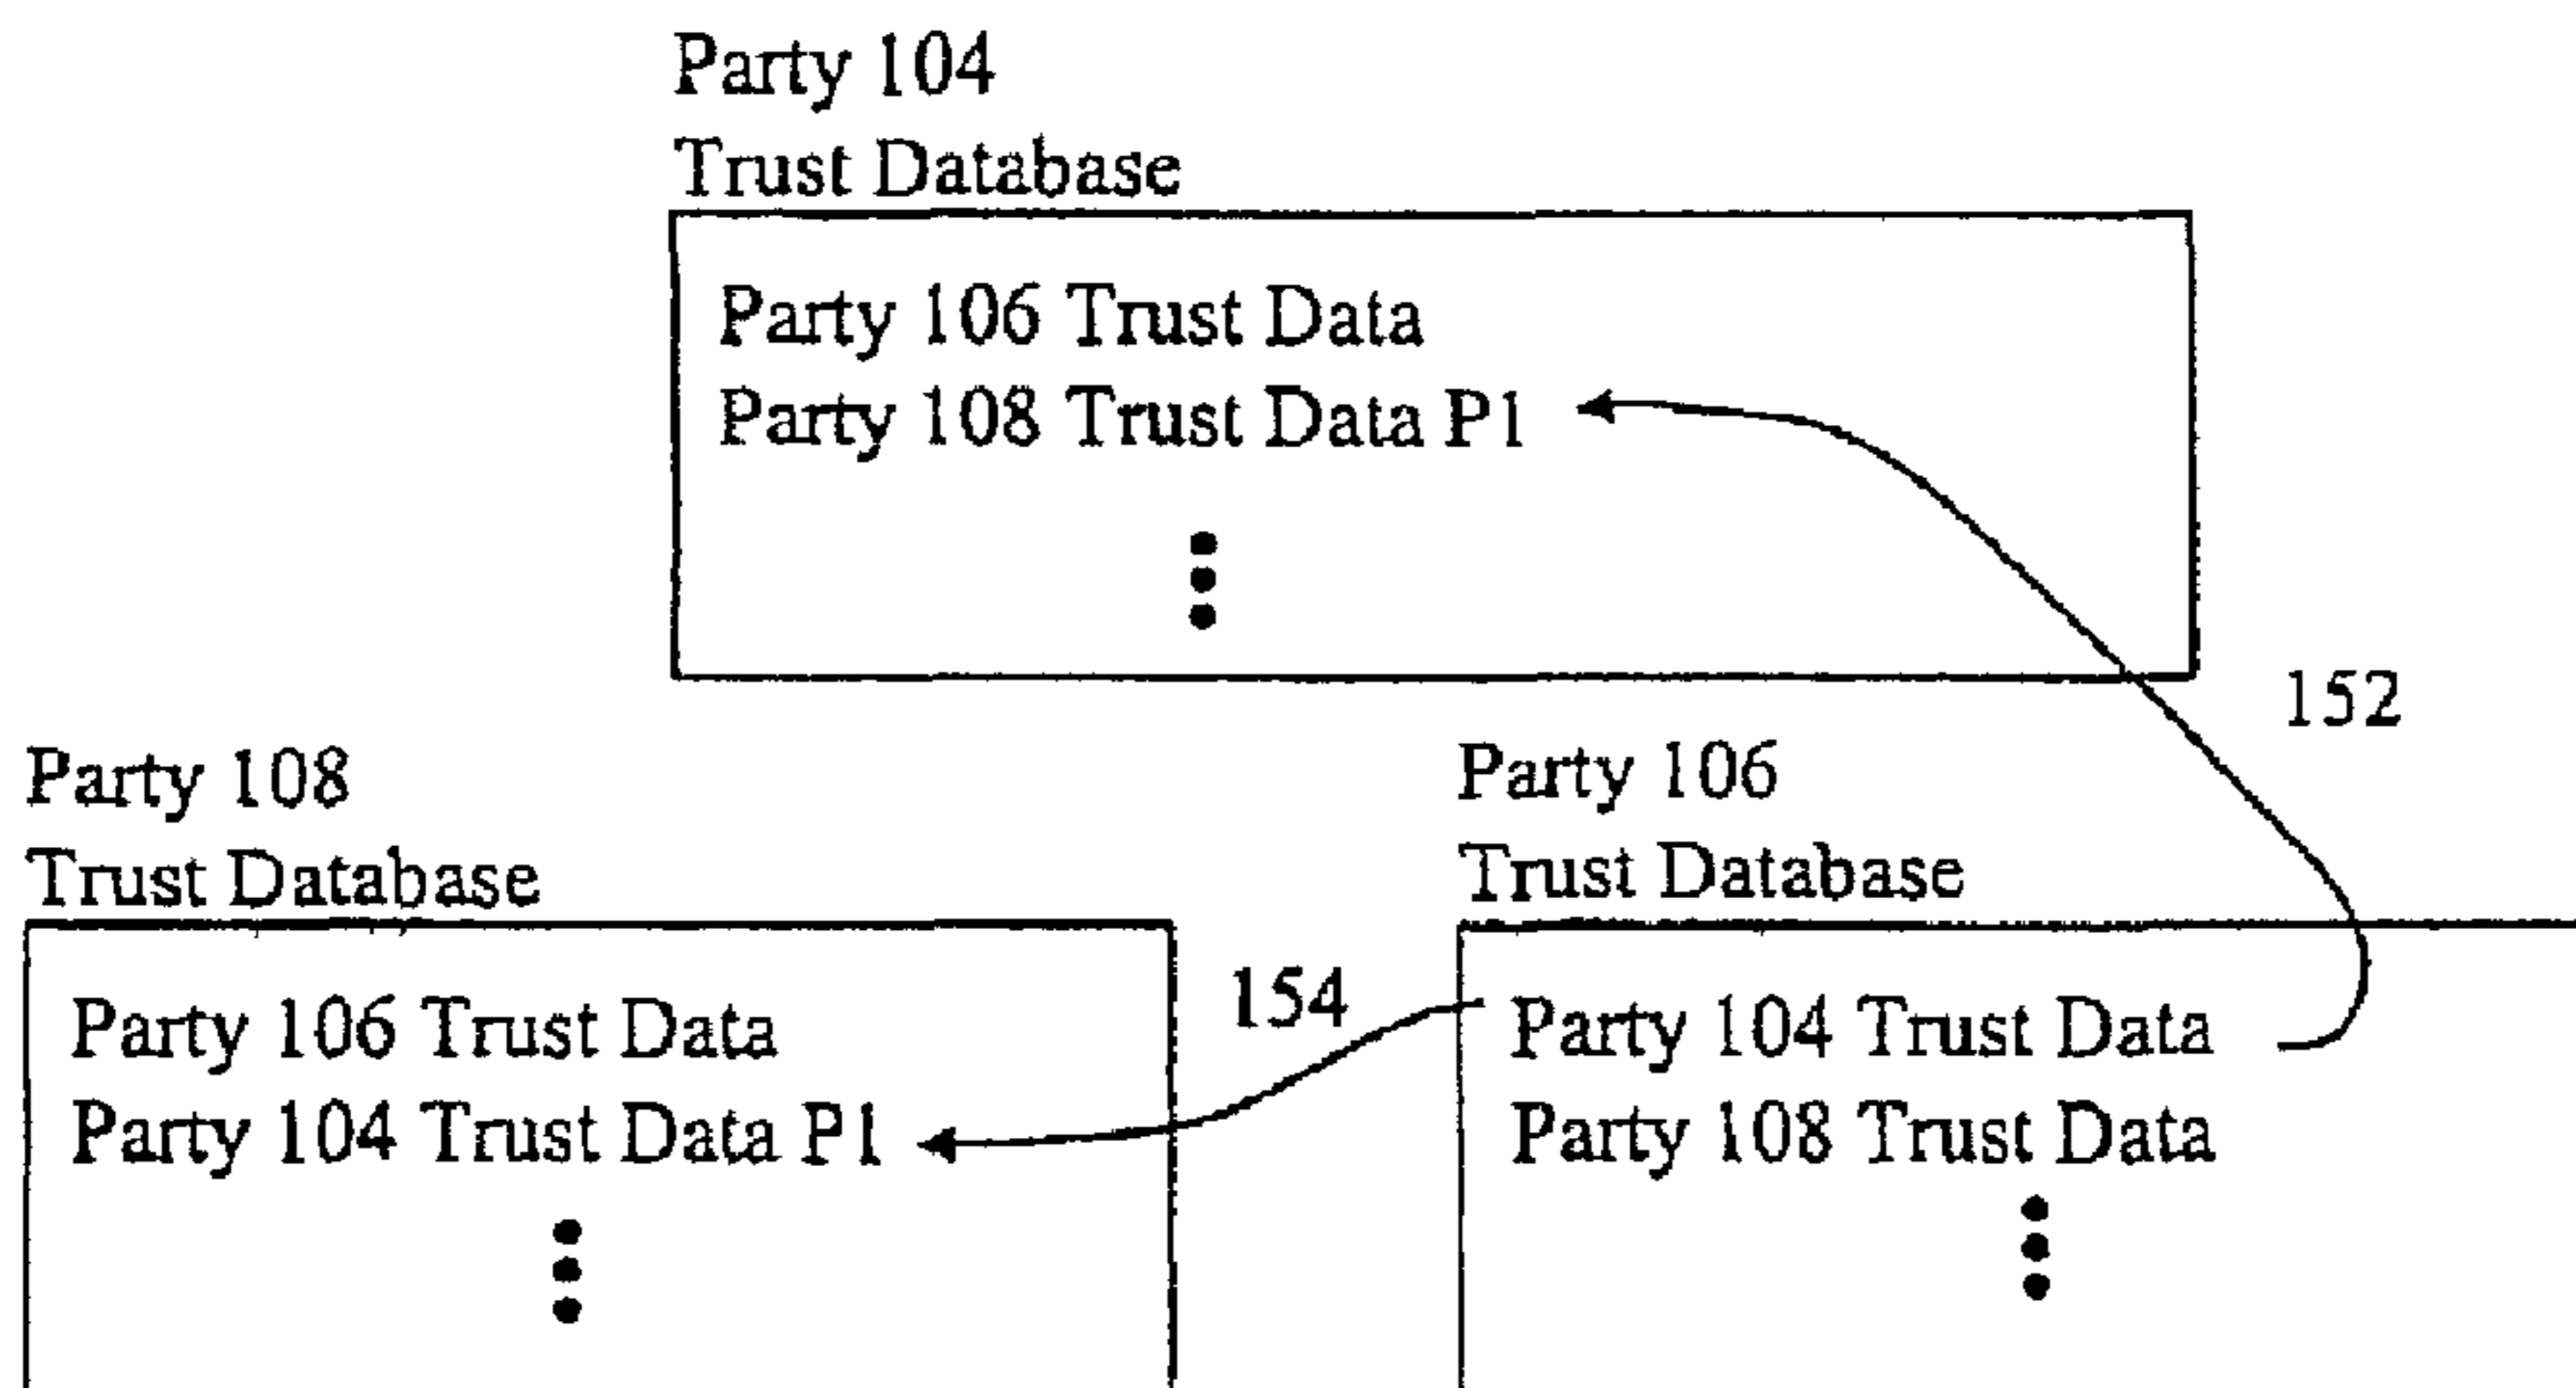 Party 104
Trust Database
Party 106 Trust Data
Party 108 Trust Data P1
152
Party 108
Trust Database
Party 106 Trust Data
Party 104 Trust Data P1
154
Party 106
Trust Database
Party 104 Trust Data
Party 108 Trust Data